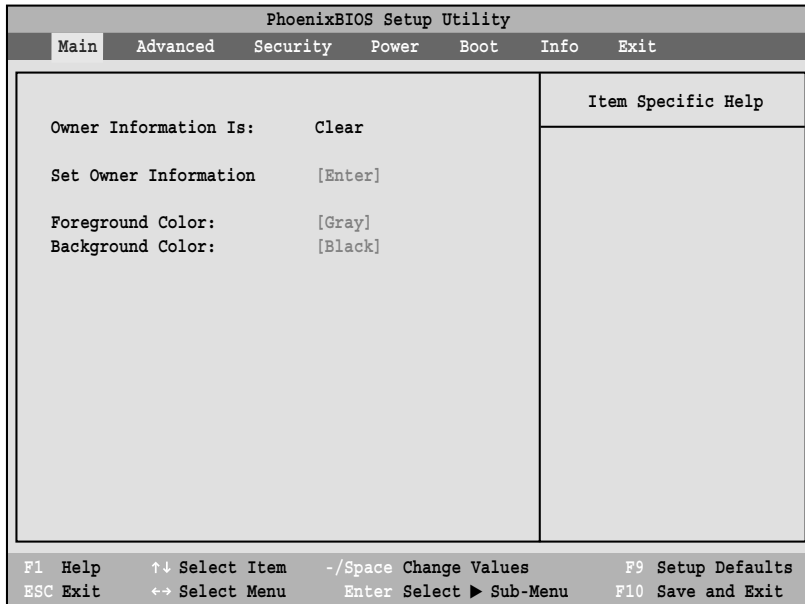 PhoenixBIOS Setup Utility
Main Advanced Security Power Boot Info Exit
Item Specific Help
Owner Information Is: Clear
Set Owner Information [Enter]
Foreground Color: [Gray]
Background Color: [Black]
F1 Help ↑↓ Select Item -/Space Change Values F9 Setup Defaults
ESC Exit ←→ Select Menu Enter Select ▶ Sub-Menu F10 Save and Exit